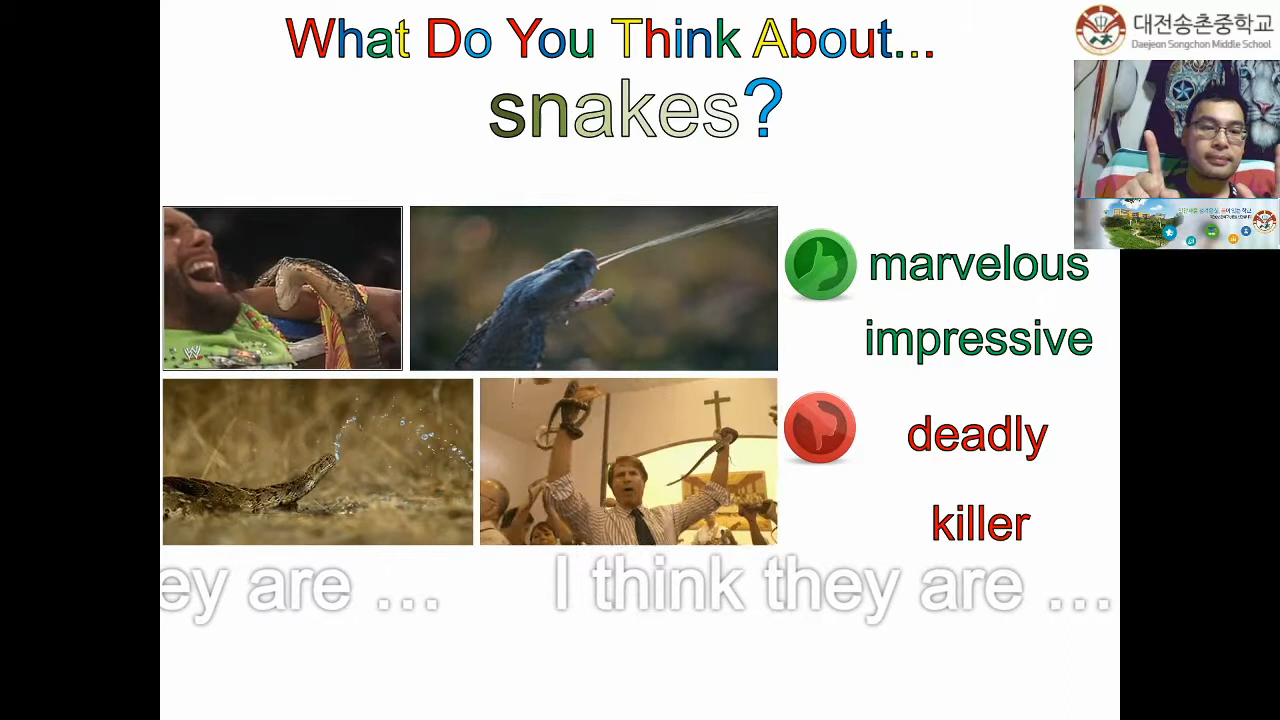 What Do You Think About...
snakes?
대전송촌중학교
Daejeon Songchon Middle School
marvelous
impressive
deadly
killer
ey are ...
I think they are ...
W